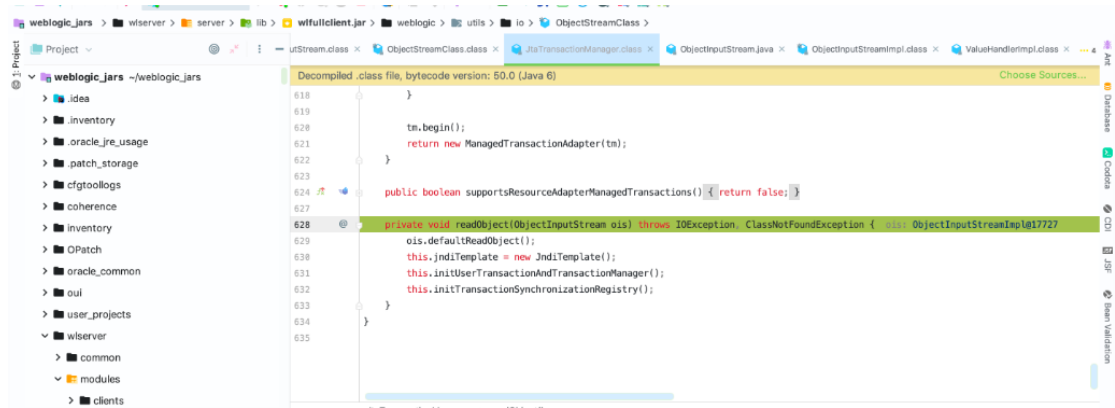 weblogic_jars > wlserver > server > lib > wlfullclient.jar > weblogic > utils > io > ObjectStreamClass >
Project
utStream.class × ObjectStreamClass.class × JtaTransactionManager.class × ObjectInputStream.java × ObjectInputStreamImpl.class × ValueHandlerImpl.class × 4
1: Project
weblogic_jars ~/weblogic_jars
.idea
.inventory
.oracle_jre_usage
.patch_storage
cfgtoollogs
coherence
inventory
OPatch
oracle_common
oui
user_projects
wlserver
common
modules
clients
Decompiled .class file, bytecode version: 50.0 (Java 6) Choose Sources...
618 }
619
620 tm.begin();
621 return new ManagedTransactionAdapter(tm);
622 }
623
624 public boolean supportsResourceAdapterManagedTransactions() { return false; }
627
628 @ private void readObject(ObjectInputStream ois) throws IOException, ClassNotFoundException { ois: ObjectInputStreamImpl@17727
629 ois.defaultReadObject();
630 this.jndiTemplate = new JndiTemplate();
631 this.initUserTransactionAndTransactionManager();
632 this.initTransactionSynchronizationRegistry();
633 }
634 }
635
Ant
Database
Codota
CDI
JSF
Bean Validation